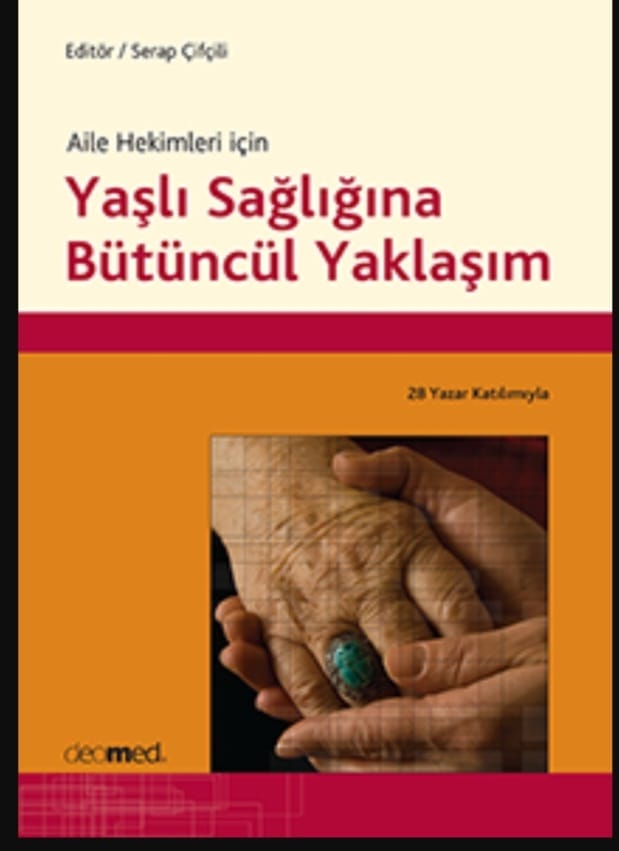 Editör / Serap Çifçili
Aile Hekimleri için
Yaşlı Sağlığına
Bütüncül Yaklaşım
28 Yazar Katılımıyla
deomed